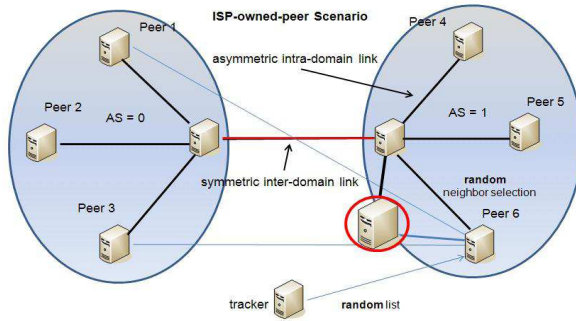 ISP-owned-peer Scenario
Peer 1
Peer 4
asymmetric intra-domain link
Peer 2
AS = 0
AS = 1
Peer 5
symmetric inter-domain link
random
neighbor selection
Peer 3
Peer 6
tracker
random list